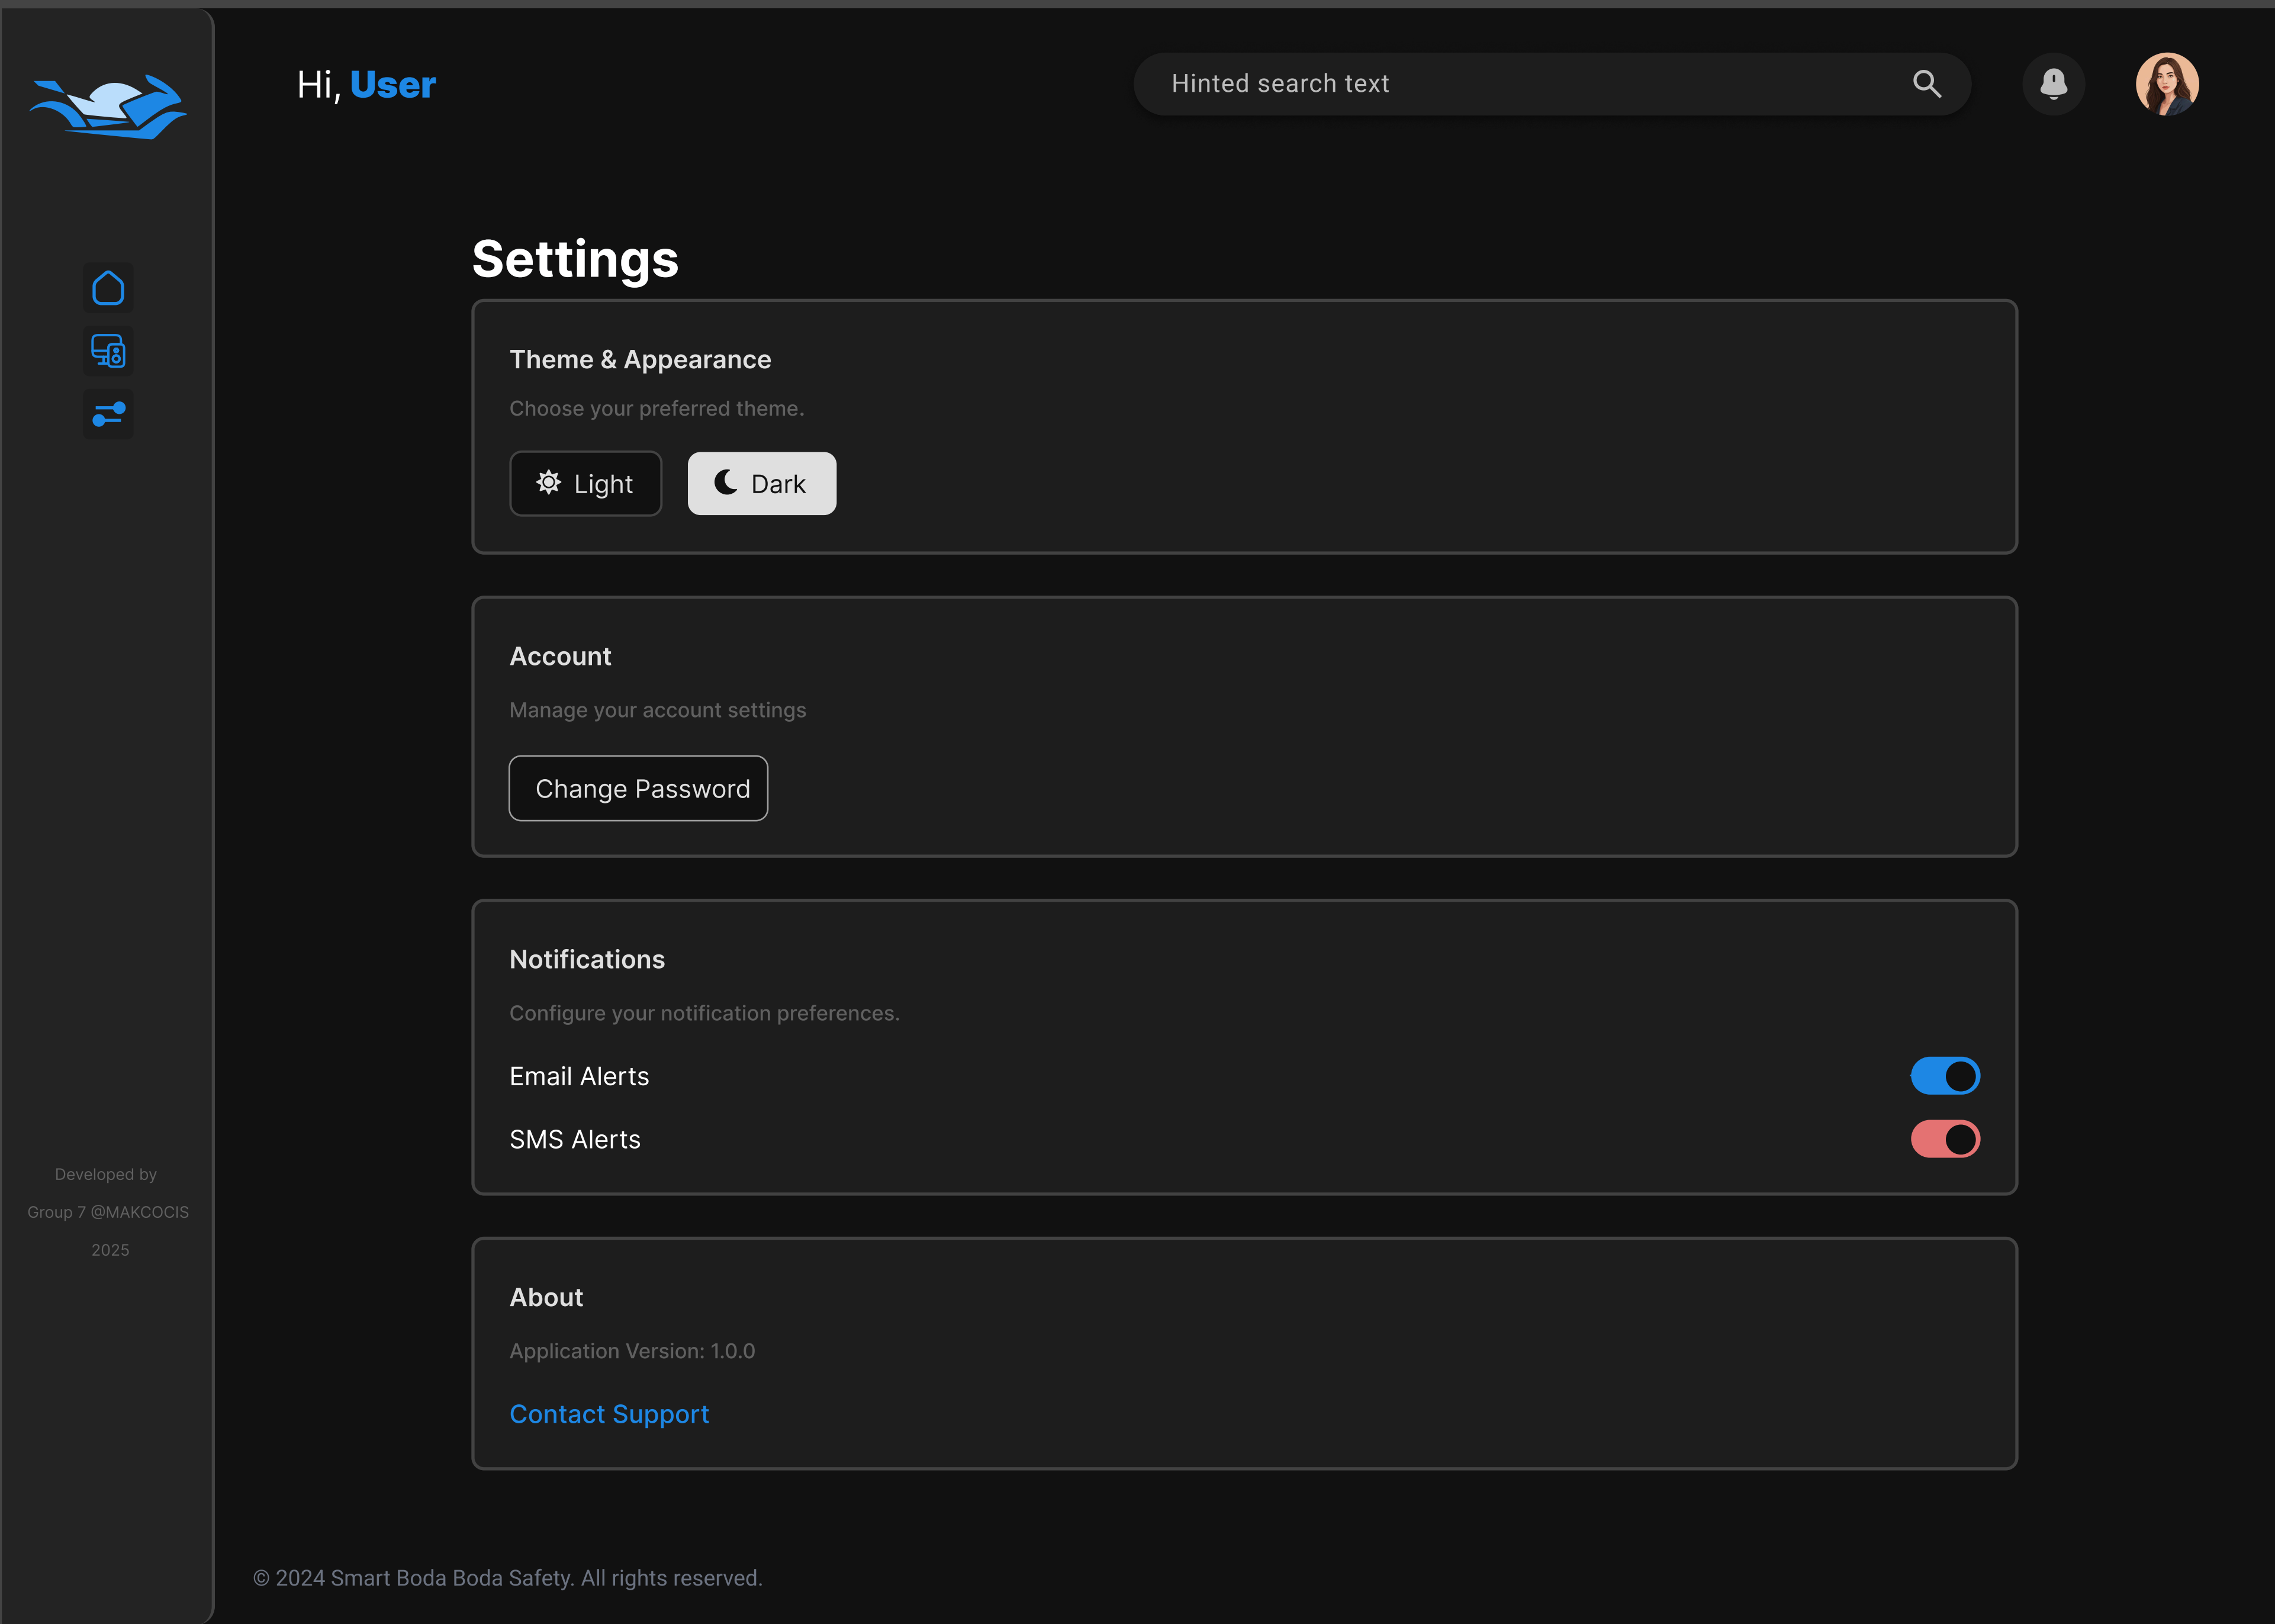 Hi, User
Hinted search text
Settings
Theme & Appearance
Choose your preferred theme.
Light
Dark
Account
Manage your account settings
Change Password
Notifications
Configure your notification preferences.
Email Alerts
SMS Alerts
Developed by
Group 7 @MAKCOCIS
2025
About
Application Version: 1.0.0
Contact Support
© 2024 Smart Boda Boda Safety. All rights reserved.